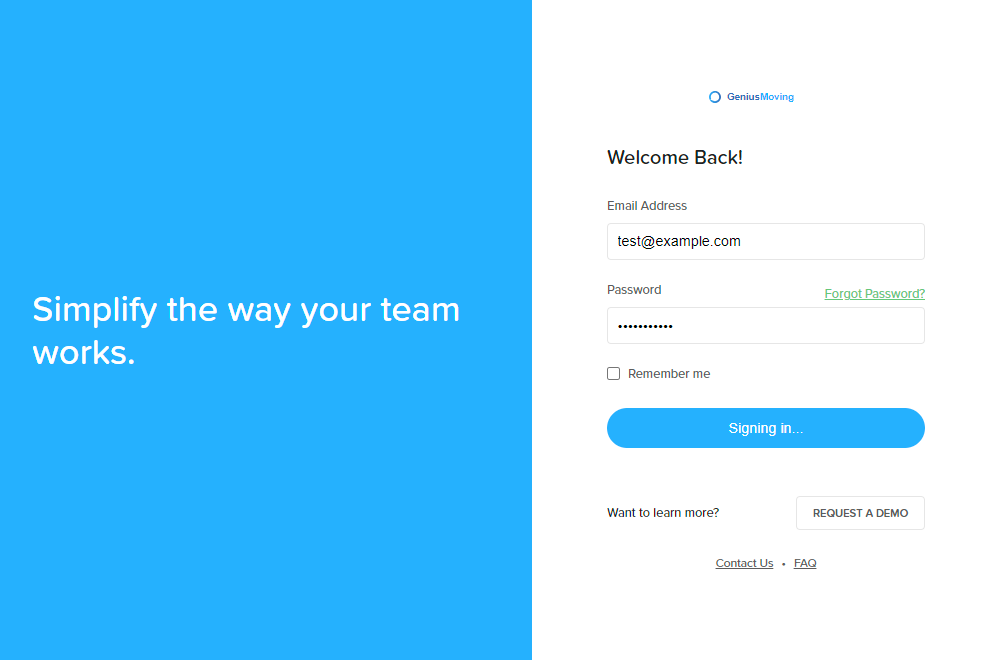 Simplify the way your team
works.
GeniusMoving
Welcome Back!
Email Address
test@example.com
Password
Forgot Password?
•••••••••••
Remember me
Signing in...
Want to learn more?
REQUEST A DEMO
Contact Us • FAQ